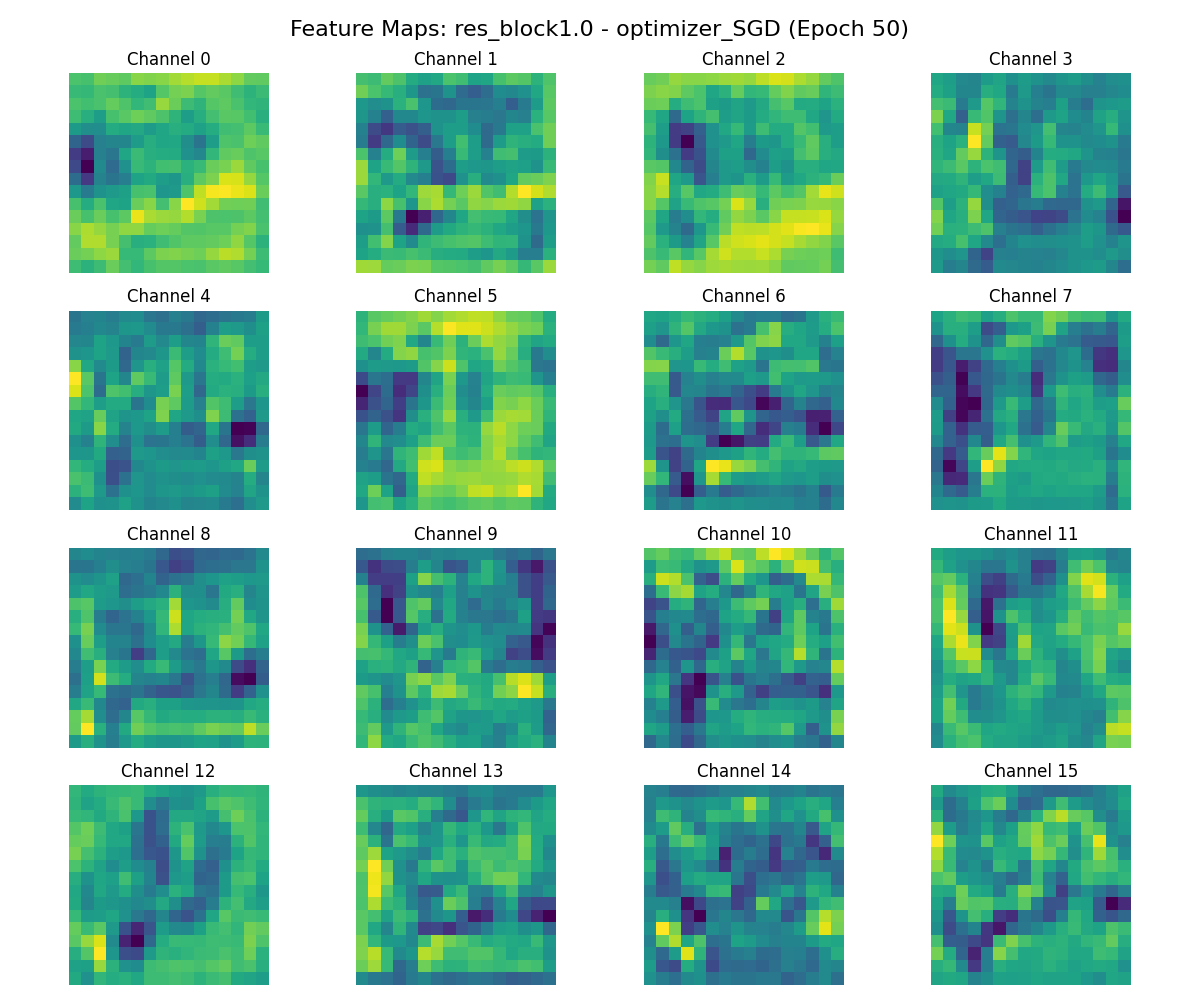 Feature Maps: res_block1.0 - optimizer_SGD (Epoch 50)
Channel 0 Channel 1 Channel 2 Channel 3
Channel 4 Channel 5 Channel 6 Channel 7
Channel 8 Channel 9 Channel 10 Channel 11
Channel 12 Channel 13 Channel 14 Channel 15